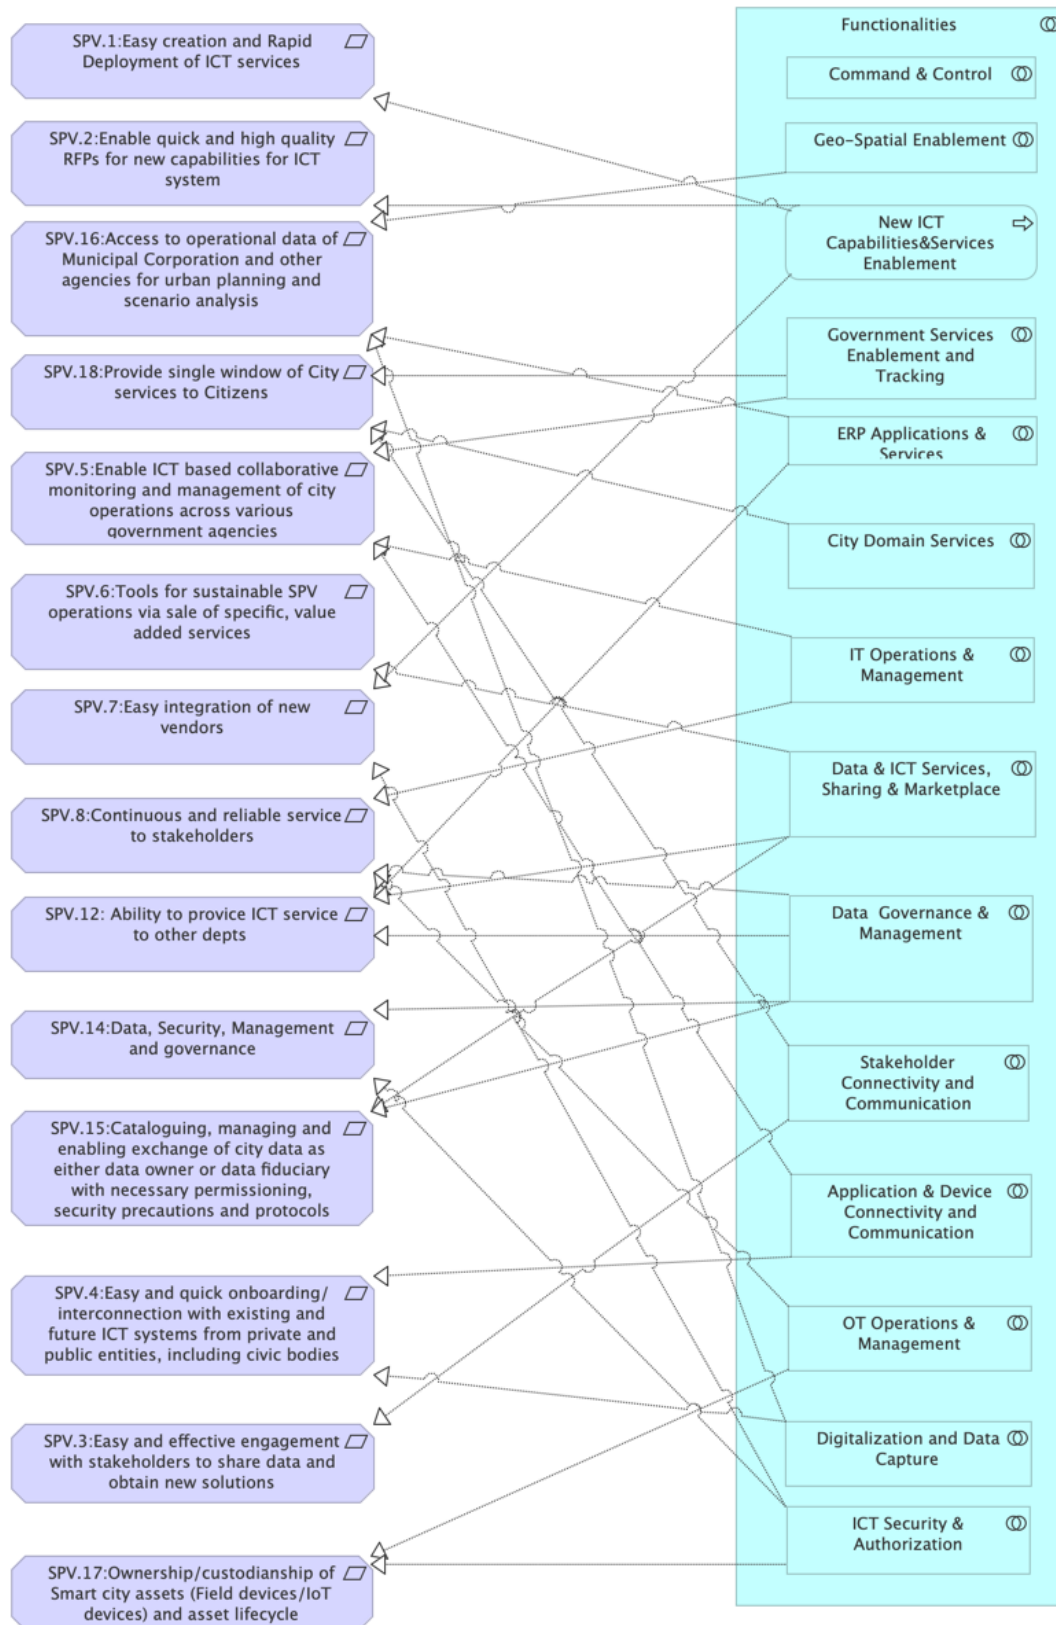 SPV.1:Easy creation and Rapid
Deployment of ICT services
SPV.2:Enable quick and high quality
RFPs for new capabilities for ICT
system
SPV.16:Access to operational data of
Municipal Corporation and other
agencies for urban planning and
scenario analysis
SPV.18:Provide single window of City
services to Citizens
SPV.5:Enable ICT based collaborative
monitoring and management of city
operations across various
government agencies
SPV.6:Tools for sustainable SPV
operations via sale of specific, value
added services
SPV.7:Easy integration of new
vendors
SPV.8:Continuous and reliable service
to stakeholders
SPV.12: Ability to provice ICT service
to other depts
SPV.14:Data, Security, Management
and governance
SPV.15:Cataloguing, managing and
enabling exchange of city data as
either data owner or data fiduciary
with necessary permissioning,
security precautions and protocols
SPV.4:Easy and quick onboarding/
interconnection with existing and
future ICT systems from private and
public entities, including civic bodies
SPV.3:Easy and effective engagement
with stakeholders to share data and
obtain new solutions
SPV.17:Ownership/custodianship of
Smart city assets (Field devices/IoT
devices) and asset lifecycle
Functionalities
Command & Control
Geo-Spatial Enablement
New ICT
Capabilities&Services
Enablement
Government Services
Enablement and
Tracking
ERP Applications &
Services
City Domain Services
IT Operations &
Management
Data & ICT Services,
Sharing & Marketplace
Data Governance &
Management
Stakeholder
Connectivity and
Communication
Application & Device
Connectivity and
Communication
OT Operations &
Management
Digitalization and Data
Capture
ICT Security &
Authorization